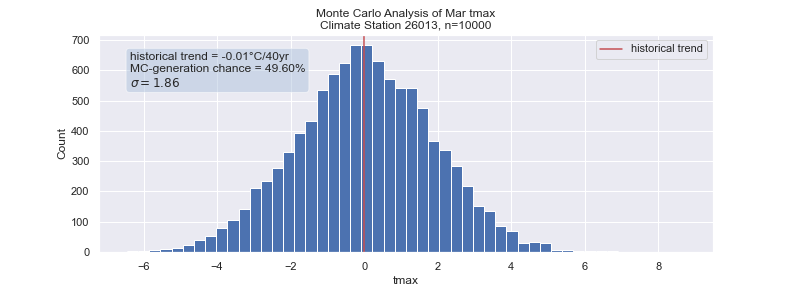 Monte Carlo Analysis of Mar tmax
Climate Station 26013, n=10000
historical trend = -0.01°C/40yr
MC-generation chance = 49.60%
σ = 1.86
historical trend
700
600
500
400
300
200
100
0
Count
−6
−4
−2
0
2
4
6
8
tmax